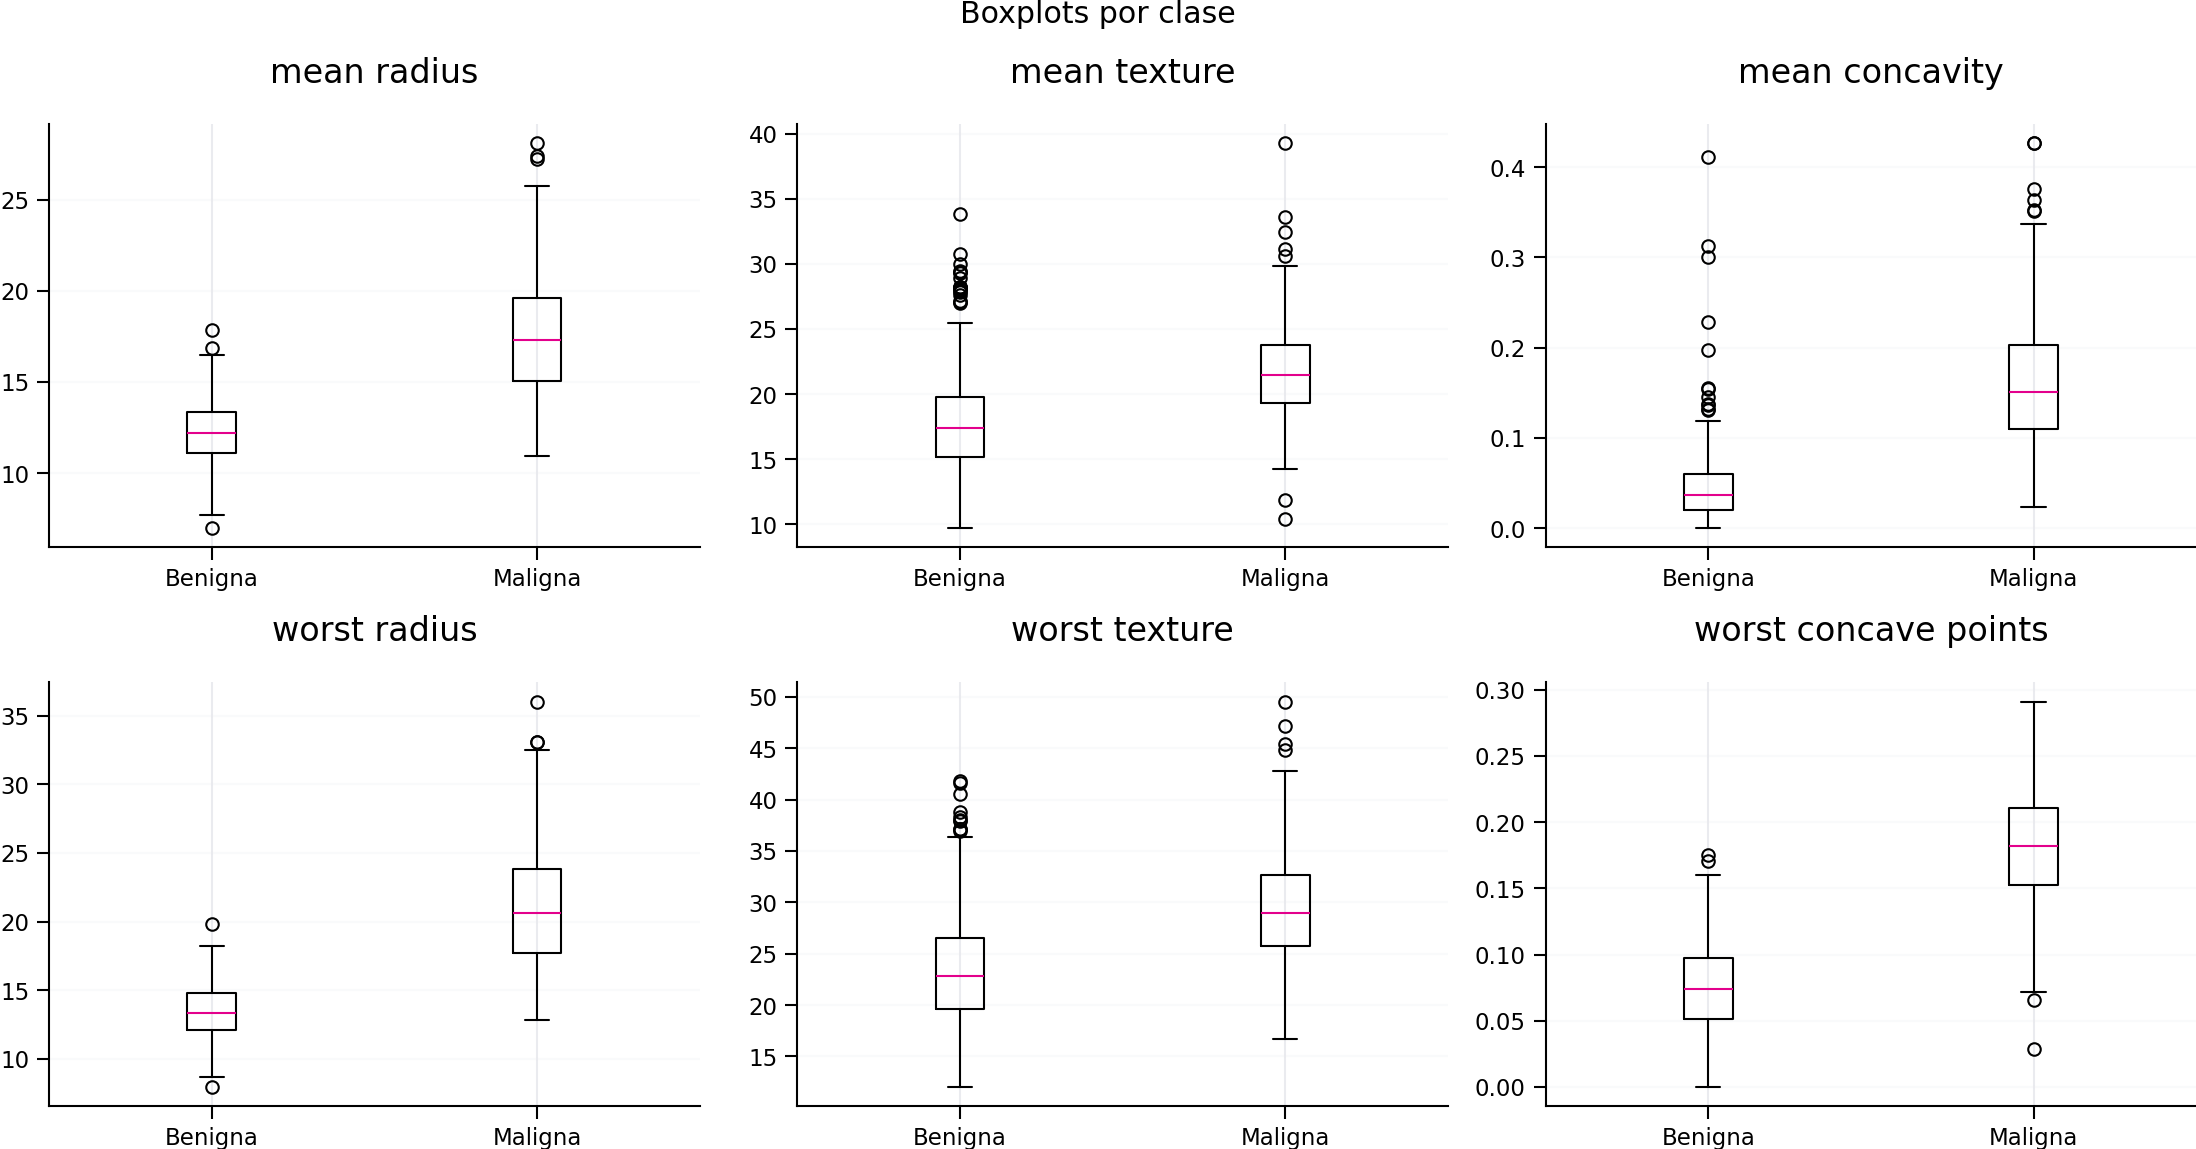 Boxplots por clase
mean radius
25
20
15
10
Benigna Maligna
mean texture
40
35
30
25
20
15
10
Benigna Maligna
mean concavity
0.4
0.3
0.2
0.1
0.0
Benigna Maligna
worst radius
35
30
25
20
15
10
Benigna Maligna
worst texture
50
45
40
35
30
25
20
15
Benigna Maligna
worst concave points
0.30
0.25
0.20
0.15
0.10
0.05
0.00
Benigna Maligna